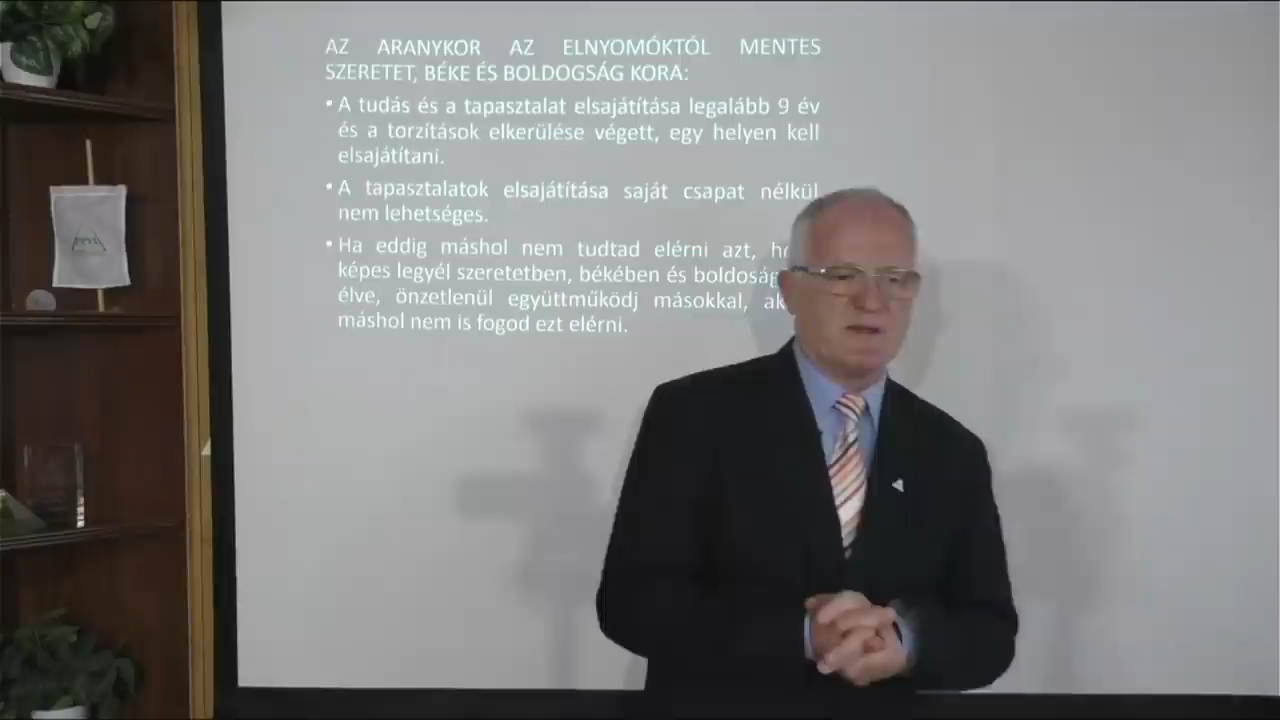 AZ ARANYKOR AZ ELNYOMÓKTÓL MENTES
SZERETET, BÉKE ÉS BOLDOGSÁG KORA:
• A tudás és a tapasztalat elsajátítása legalább 9 év
és a torzítások elkerülése végett, egy helyen kell
elsajátítani.
• A tapasztalatok elsajátítása saját csapat nélkül
nem lehetséges.
• Ha eddig máshol nem tudtad elérni azt,
képes legyél szeretetben, békében és
élve, önzetlenül együttműködj másokkal,
máshol nem is fogod ezt elérni.